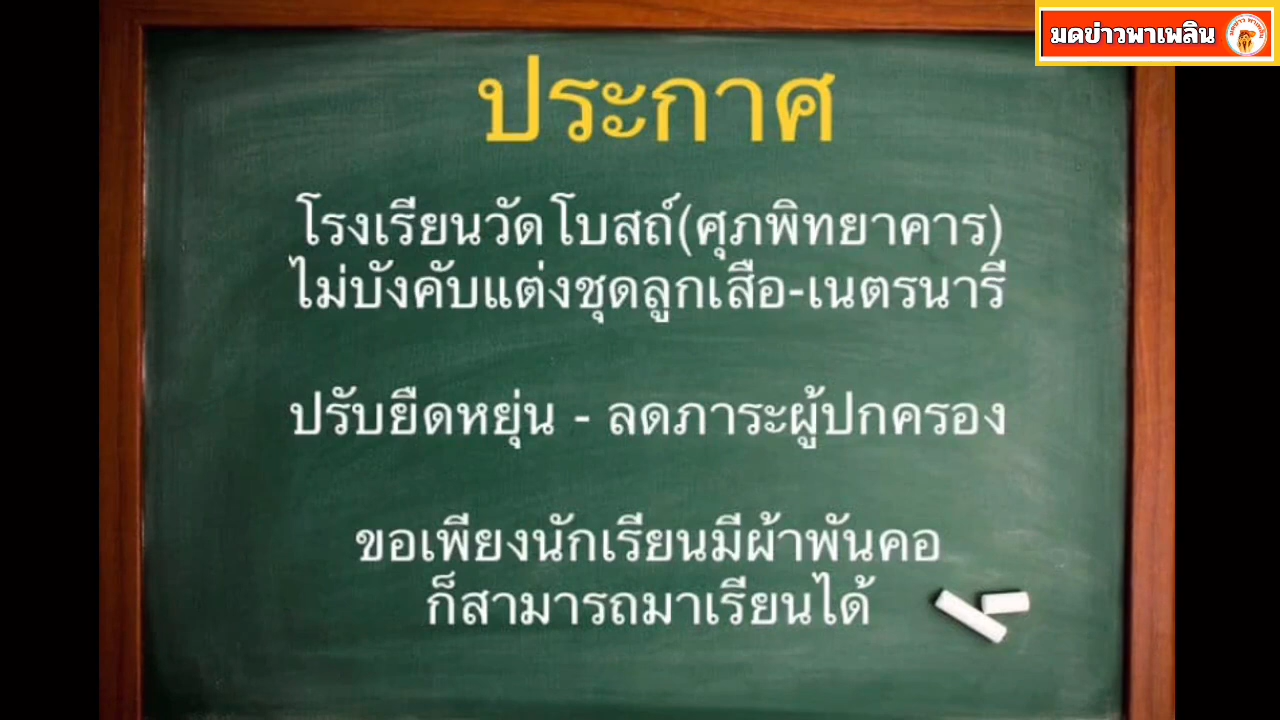 มดข่าวพาเพลิน
ประกาศ
โรงเรียนวัดโบสถ์(ศุภพิทยาคาร)
ไม่บังคับแต่งชุดลูกเสือ-เนตรนารี
ปรับยืดหยุ่น - ลดภาระผู้ปกครอง
ขอเพียงนักเรียนมีผ้าพันคอ
ก็สามารถมาเรียนได้